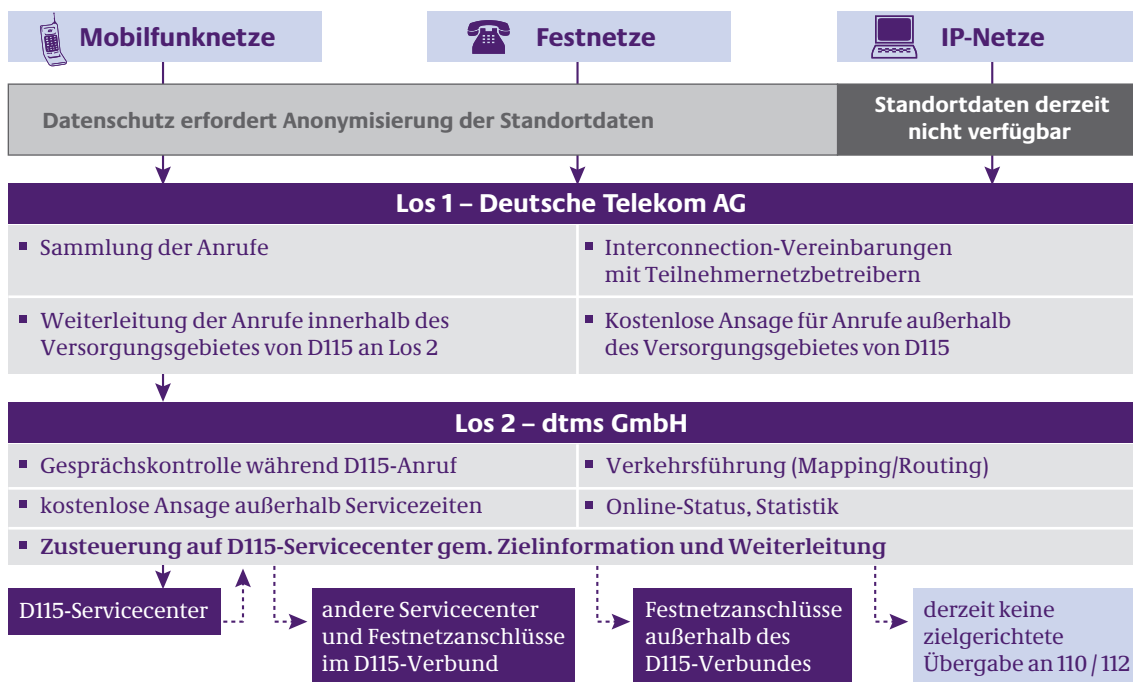 Mobilfunknetze
Festnetze
IP-Netze
Datenschutz erfordert Anonymisierung der Standortdaten
Standortdaten derzeit
nicht verfügbar
Los 1 – Deutsche Telekom AG
▪ Sammlung der Anrufe
▪ Interconnection-Vereinbarungen
mit Teilnehmernetzbetreibern
▪ Weiterleitung der Anrufe innerhalb des
Versorgungsgebietes von D115 an Los 2
▪ Kostenlose Ansage für Anrufe außerhalb
des Versorgungsgebietes von D115
Los 2 – dtms GmbH
▪ Gesprächskontrolle während D115-Anruf
▪ Verkehrsführung (Mapping/Routing)
▪ kostenlose Ansage außerhalb Servicezeiten
▪ Online-Status, Statistik
▪ Zusteuerung auf D115-Servicecenter gem. Zielinformation und Weiterleitung
D115-Servicecenter
andere Servicecenter
und Festnetzanschlüsse
im D115-Verbund
Festnetzanschlüsse
außerhalb des
D115-Verbundes
derzeit keine
zielgerichtete
Übergabe an 110 / 112